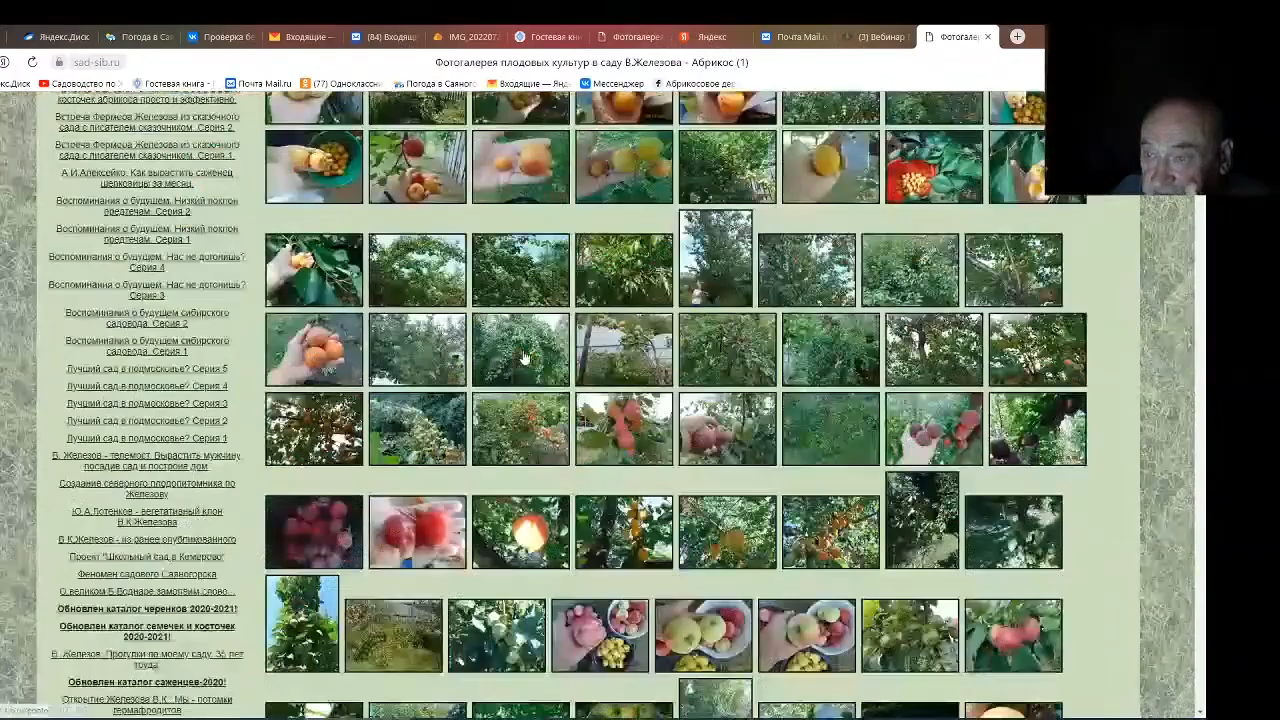 Яндекс.Диск
Погода в Сая
Проверка бе
Входящие —
(84) Входящ
IMG_202207
Гостевая кни
Фотогалерея
Яндекс
Почта Mail.ru
(3) Вебинар
Фотогалер
sad-sib.ru
Фотогалерея плодовых культур в саду В.Железова - Абрикос (1)
с.Диск
Садоводство по
Гостевая книга -
Почта Mail.ru
(77) Одноклассн
Погода в Саяног
Входящие — Янд
Мессенджер
Абрикосовое дер
косточек абрикоса просто и эффективно.
Встреча Фермера Железова из сказочного
сада с писателем сказочником. Серия 2.
Встреча Фермера Железова из сказочного
сада с писателем сказочником. Серия 1.
А.И.Алексейко. Как вырастить саженец
шелковицы за месяц.
Воспоминания о будущем. Низкий поклон
предтечам. Серия 2
Воспоминания о будущем. Низкий поклон
предтечам. Серия 1
Воспоминания о будущем. Нас не догонишь?
Серия 4
Воспоминания о будущем. Нас не догонишь?
Серия 3
Воспоминания о будущем сибирского
садовода. Серия 2
Воспоминания о будущем сибирского
садовода. Серия 1
Лучший сад в подмосковье? Серия 5
Лучший сад в подмосковье? Серия 4
Лучший сад в подмосковье? Серия 3
Лучший сад в подмосковье? Серия 2
Лучший сад в подмосковье? Серия 1
В. Железов - телемост. Вырастить мужчину,
посадив сад и построив дом
Создание северного плодопитомника по
Железову
Ю.А.Лотенков - вегетативный клон
В.К.Железова
В.К.Железов - из ранее опубликованного
Проект "Школьный сад в Кемерово"
Феномен садового Саяногорска
О великом Б.Воднаре замолвим слово...
Обновлен каталог черенков 2020-2021!
Обновлен каталог семечек и косточек
2020-2021!
В. Железов. Прогулки по моему саду. 35 лет
труда
Обновлен каталог саженцев-2020!
Открытие Железова В.К.: Мы - потомки
гермафродитов